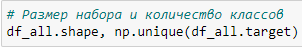 # Размер набора и количество классов
df_all.shape, np.unique(df_all.target)